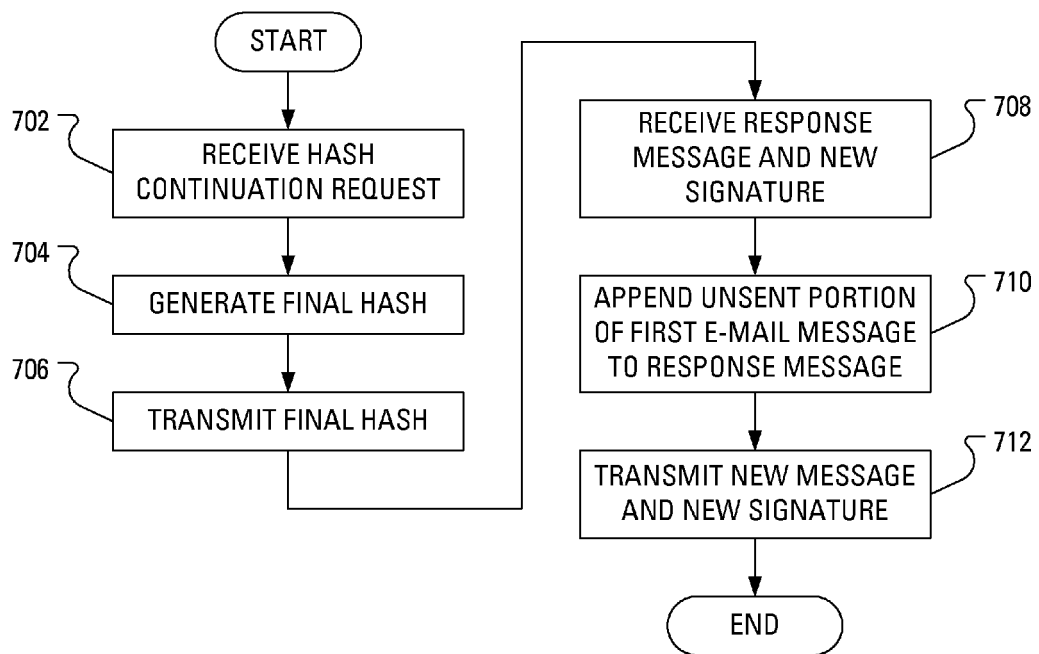 START
702
RECEIVE HASH
CONTINUATION REQUEST
704
GENERATE FINAL HASH
706
TRANSMIT FINAL HASH
708
RECEIVE RESPONSE
MESSAGE AND NEW
SIGNATURE
710
APPEND UNSENT PORTION
OF FIRST E-MAIL MESSAGE
TO RESPONSE MESSAGE
712
TRANSMIT NEW MESSAGE
AND NEW SIGNATURE
END